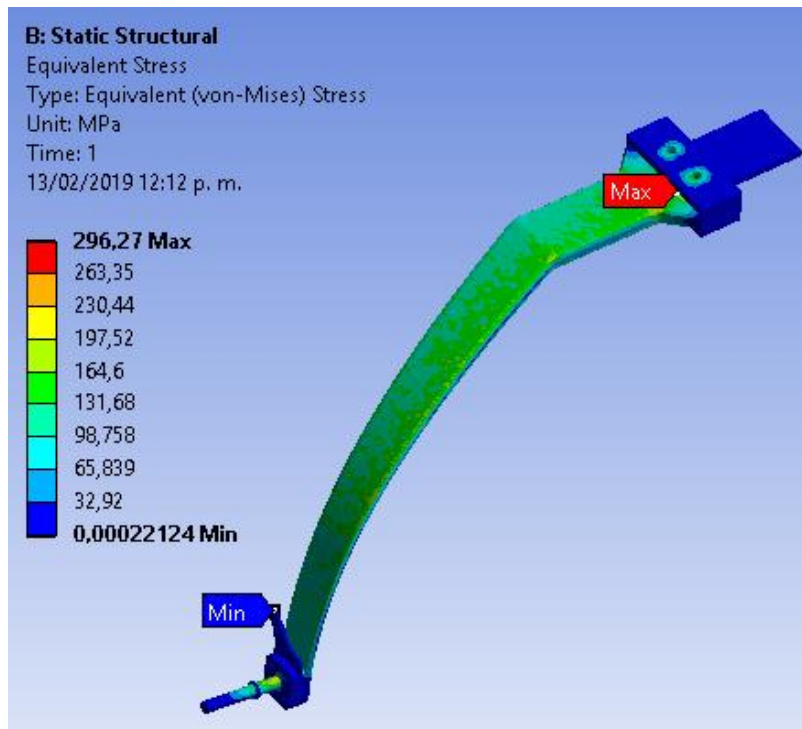 B: Static Structural
Equivalent Stress
Type: Equivalent (von-Mises) Stress
Unit: MPa
Time: 1
13/02/2019 12:12 p. m.
296,27 Max
263,35
230,44
197,52
164,6
131,68
98,758
65,839
32,92
0,00022124 Min
Max
Min